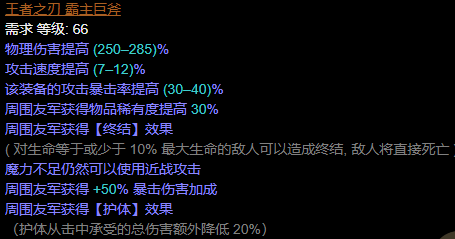 王者之刃 霸主巨斧
需求 等级: 66
物理伤害提高 (250–285)%
攻击速度提高 (7–12)%
该装备的攻击暴击率提高 (30–40)%
周围友军获得物品稀有度提高 30%
周围友军获得【终结】效果
( 对生命等于或少于 10% 最大生命的敌人可以造成终结, 敌人将直接死亡 )
魔力不足仍然可以使用近战攻击
周围友军获得 +50% 暴击伤害加成
周围友军获得【护体】效果
（护体从击中承受的总伤害额外降低 20%）